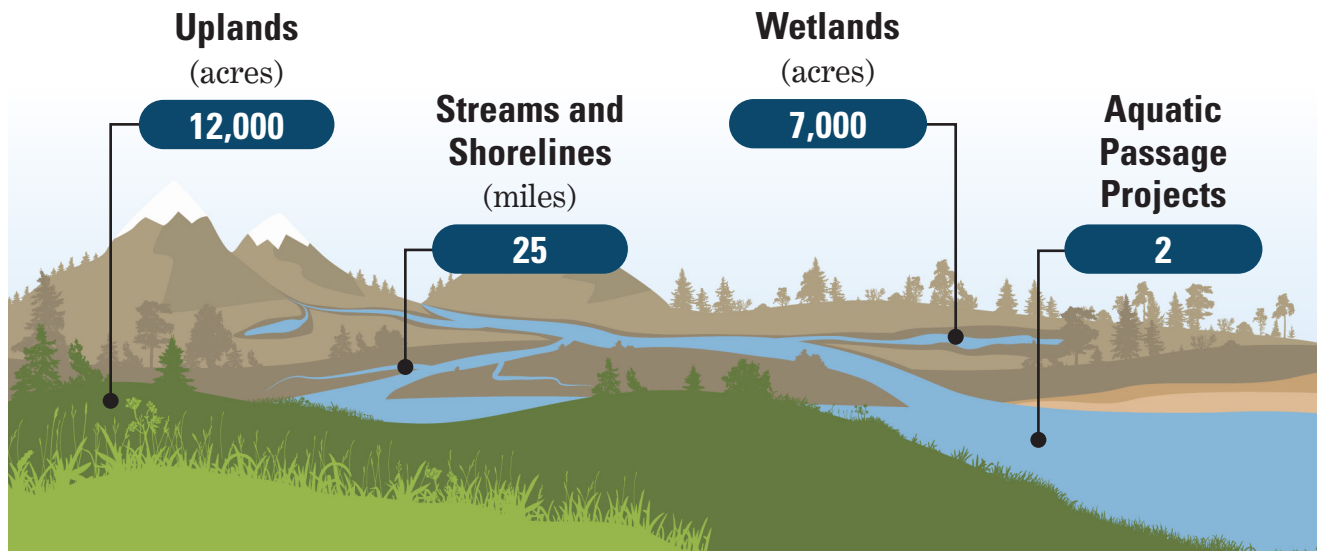 Uplands
(acres)
12,000
Streams and
Shorelines
(miles)
25
Wetlands
(acres)
7,000
Aquatic
Passage
Projects
2